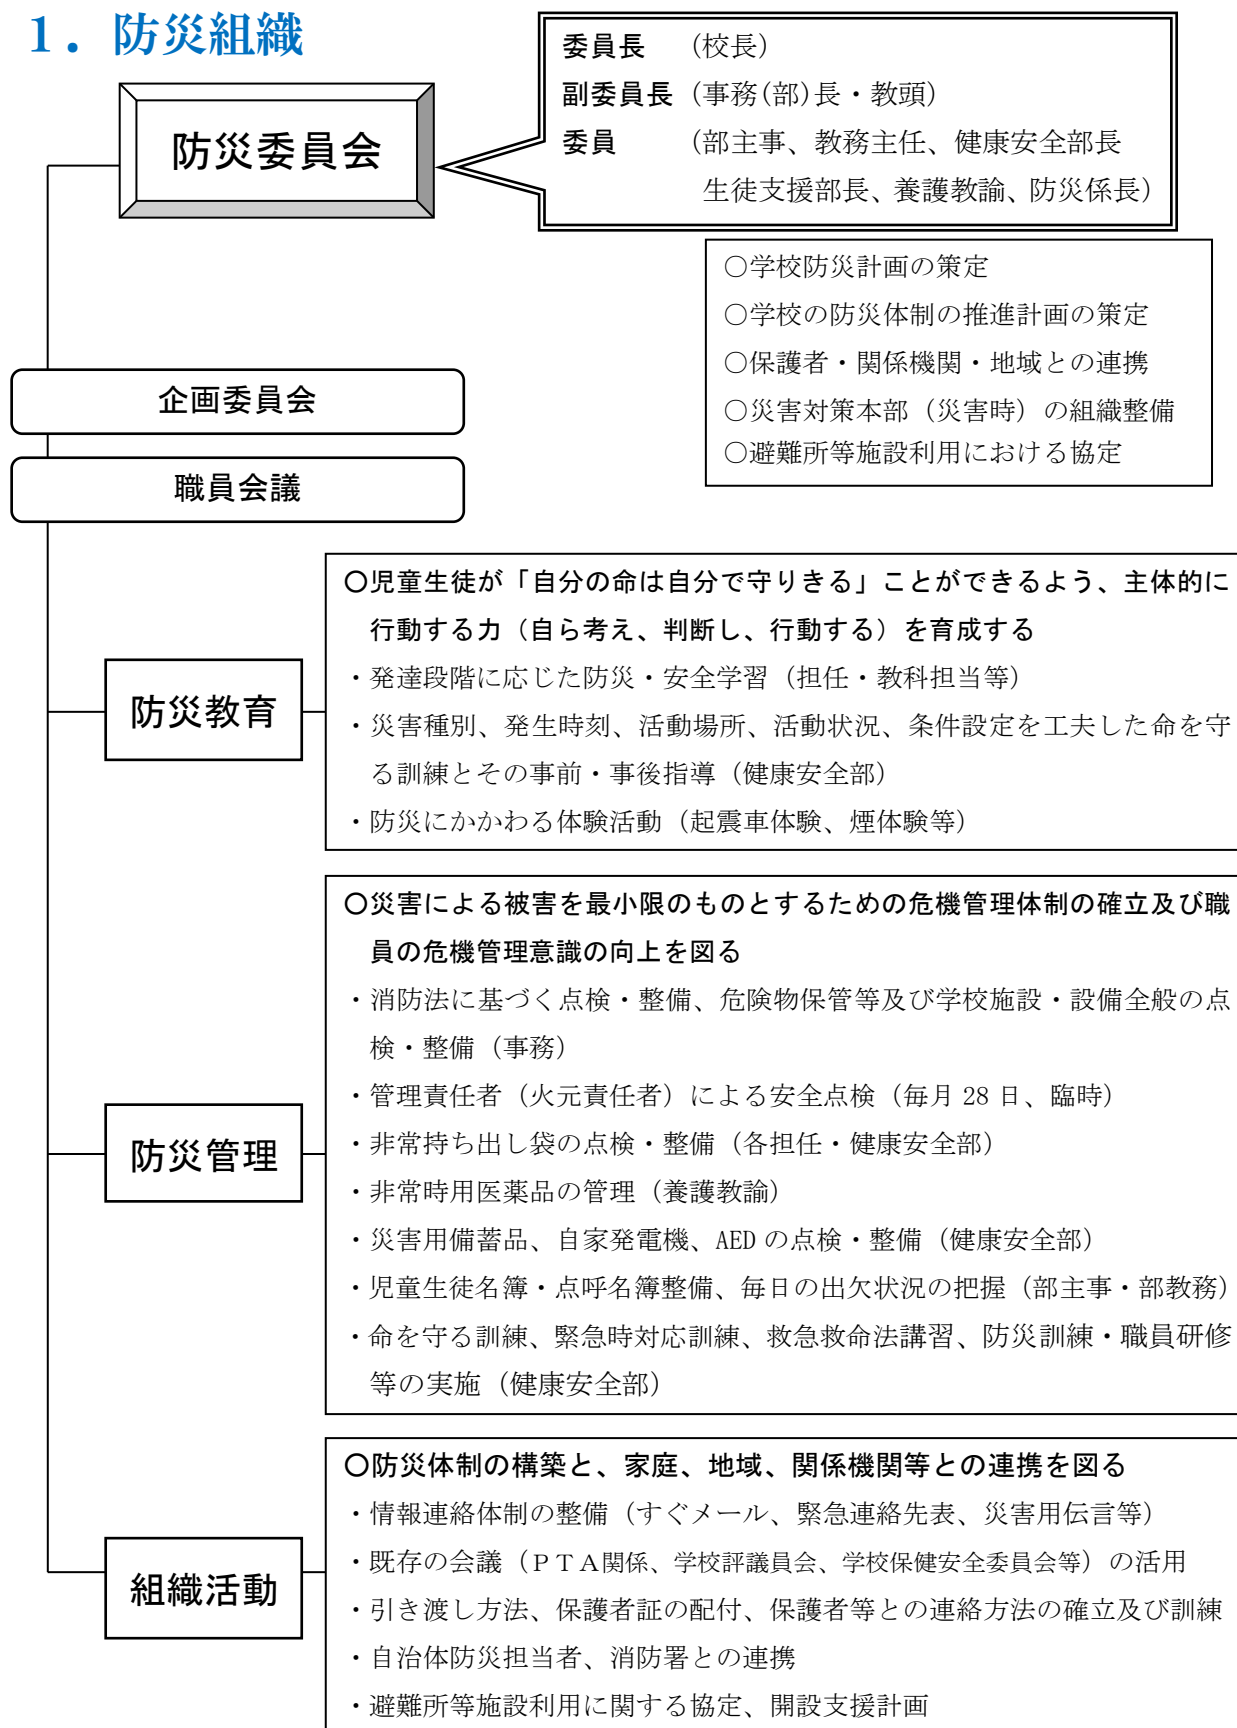 １．防災組織
委員長　（校長）
副委員長（事務(部)長・教頭）
防災委員会
委員　　（部主事、教務主任、健康安全部長
生徒支援部長、養護教諭、防災係長）
○学校防災計画の策定
○学校の防災体制の推進計画の策定
○保護者・関係機関・地域との連携
○災害対策本部（災害時）の組織整備
○避難所等施設利用における協定
企画委員会
職員会議
防災教育
○児童生徒が「自分の命は自分で守りきる」ことができるよう、主体的に
行動する力（自ら考え、判断し、行動する）を育成する
・発達段階に応じた防災・安全学習（担任・教科担当等）
・災害種別、発生時刻、活動場所、活動状況、条件設定を工夫した命を守
る訓練とその事前・事後指導（健康安全部）
・防災にかかわる体験活動（起震車体験、煙体験等）
防災管理
○災害による被害を最小限のものとするための危機管理体制の確立及び職
員の危機管理意識の向上を図る
・消防法に基づく点検・整備、危険物保管等及び学校施設・設備全般の点
検・整備（事務）
・管理責任者（火元責任者）による安全点検（毎月 28 日、臨時）
・非常持ち出し袋の点検・整備（各担任・健康安全部）
・非常時用医薬品の管理（養護教諭）
・災害用備蓄品、自家発電機、AED の点検・整備（健康安全部）
・児童生徒名簿・点呼名簿整備、毎日の出欠状況の把握（部主事・部教務）
・命を守る訓練、緊急時対応訓練、救急救命法講習、防災訓練・職員研修
等の実施（健康安全部）
組織活動
○防災体制の構築と、家庭、地域、関係機関等との連携を図る
・情報連絡体制の整備（すぐメール、緊急連絡先表、災害用伝言等）
・既存の会議（ＰＴＡ関係、学校評議員会、学校保健安全委員会等）の活用
・引き渡し方法、保護者証の配付、保護者等との連絡方法の確立及び訓練
・自治体防災担当者、消防署との連携
・避難所等施設利用に関する協定、開設支援計画